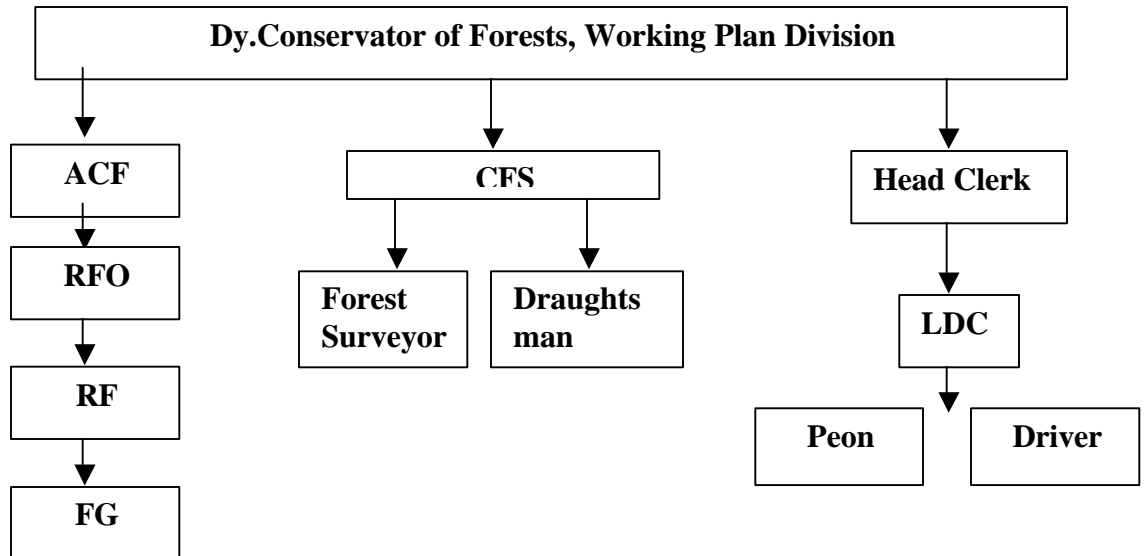 Dy.Conservator of Forests, Working Plan Division
ACF
CFS
Head Clerk
RFO
Forest
Surveyor
Draughts
man
LDC
RF
Peon
Driver
FG